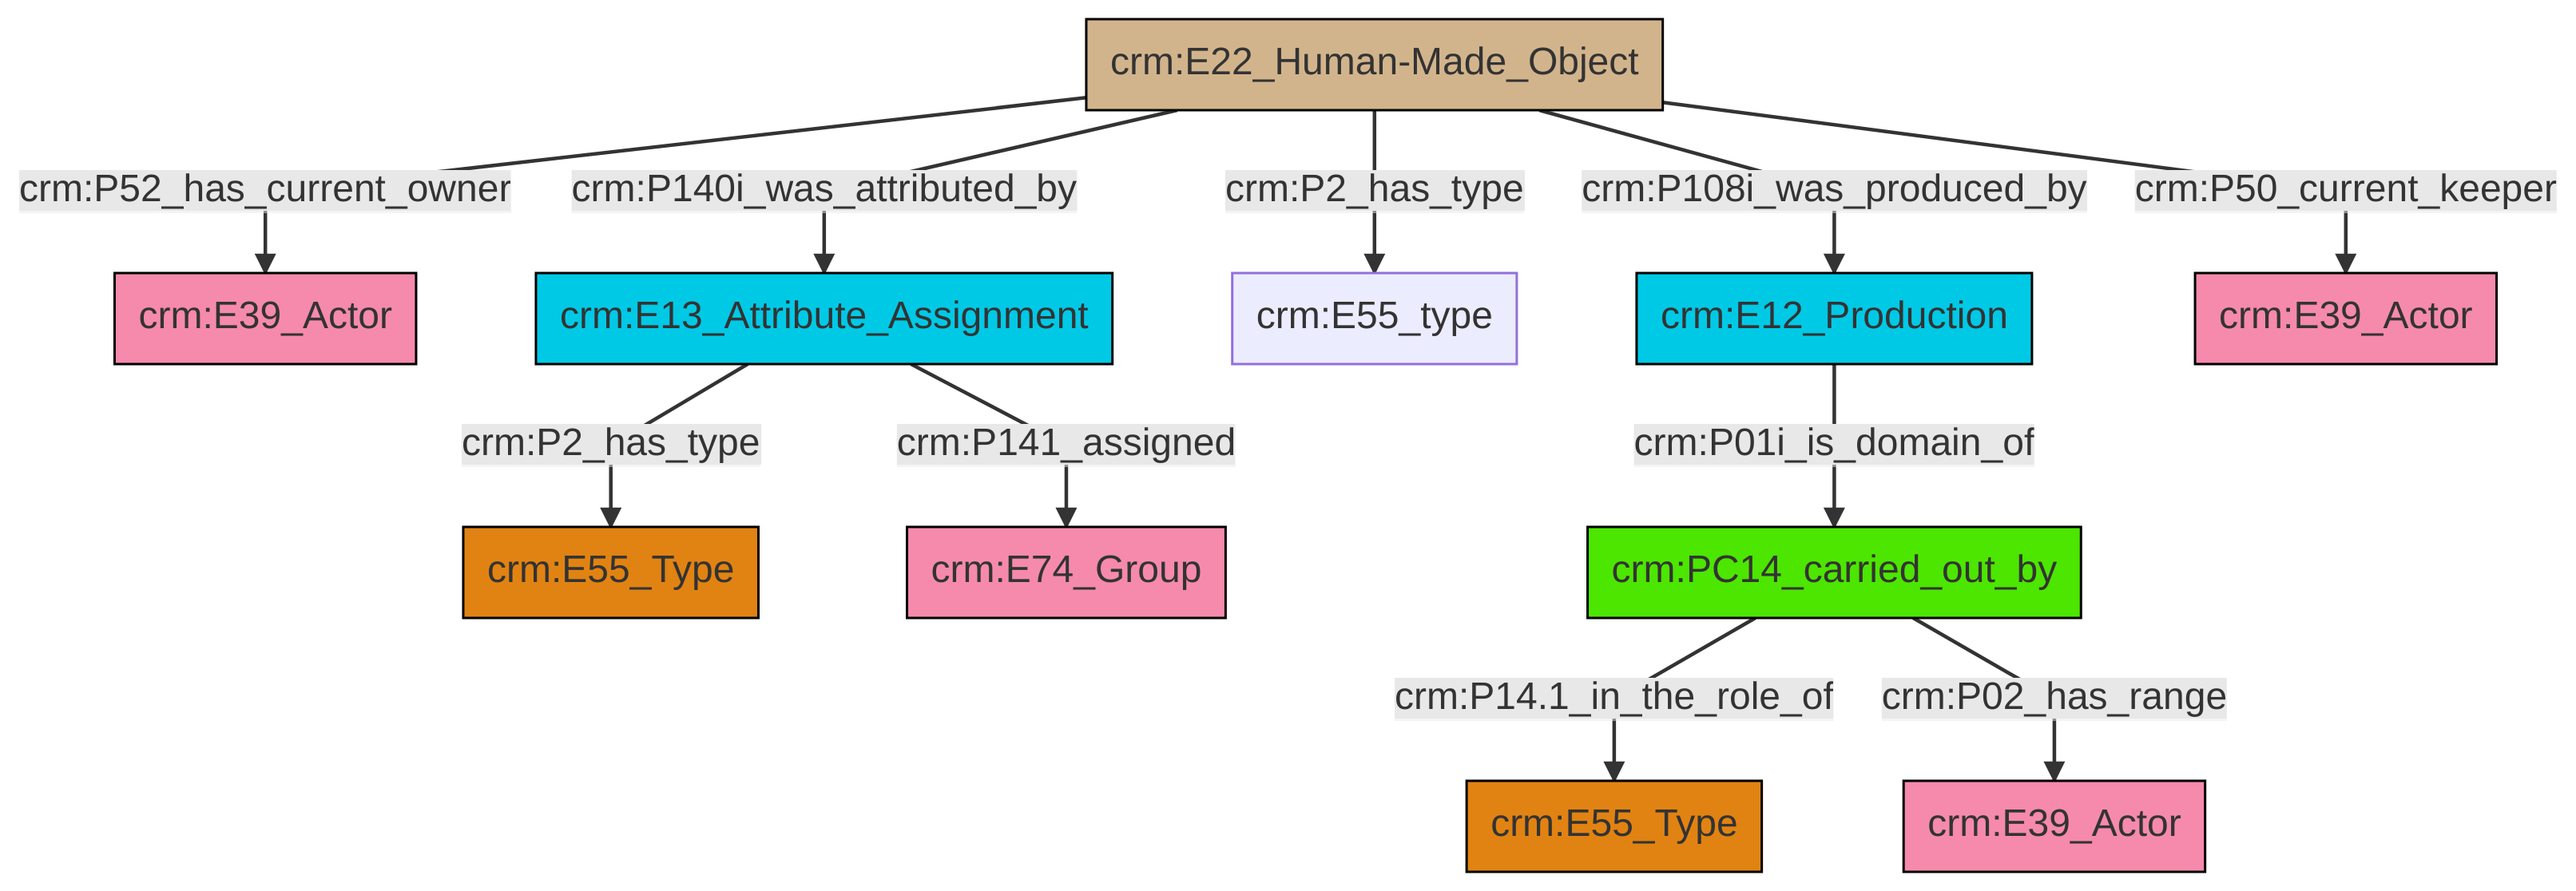 crm:E22_Human-Made_Object
crm:P52_has_current_owner
crm:P140i_was_attributed_by
crm:P2_has_type
crm:P108i_was_produced_by
crm:P50_current_keeper
crm:E39_Actor
crm:E13_Attribute_Assignment
crm:E55_type
crm:E12_Production
crm:E39_Actor
crm:P2_has_type
crm:P141_assigned
crm:P01i_is_domain_of
crm:E55_Type
crm:E74_Group
crm:PC14_carried_out_by
crm:P14.1_in_the_role_of
crm:P02_has_range
crm:E55_Type
crm:E39_Actor